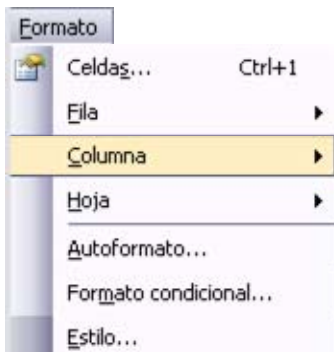 Formato
Celdas... Ctrl+1
Fila
Columna
Hoja
Autoformato...
Formato condicional...
Estilo...